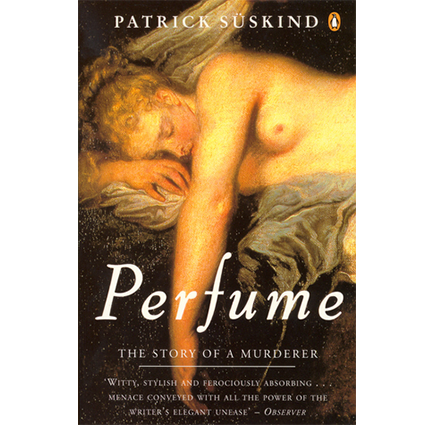 PATRICK SÜSKIND
Perfume
THE STORY OF A MURDERER
'WITTY, STYLISH AND FEROCIOUSLY ABSORBING . . .
MENACE CONVEYED WITH ALL THE POWER OF THE
WRITER'S ELEGANT UNEASE' – OBSERVER